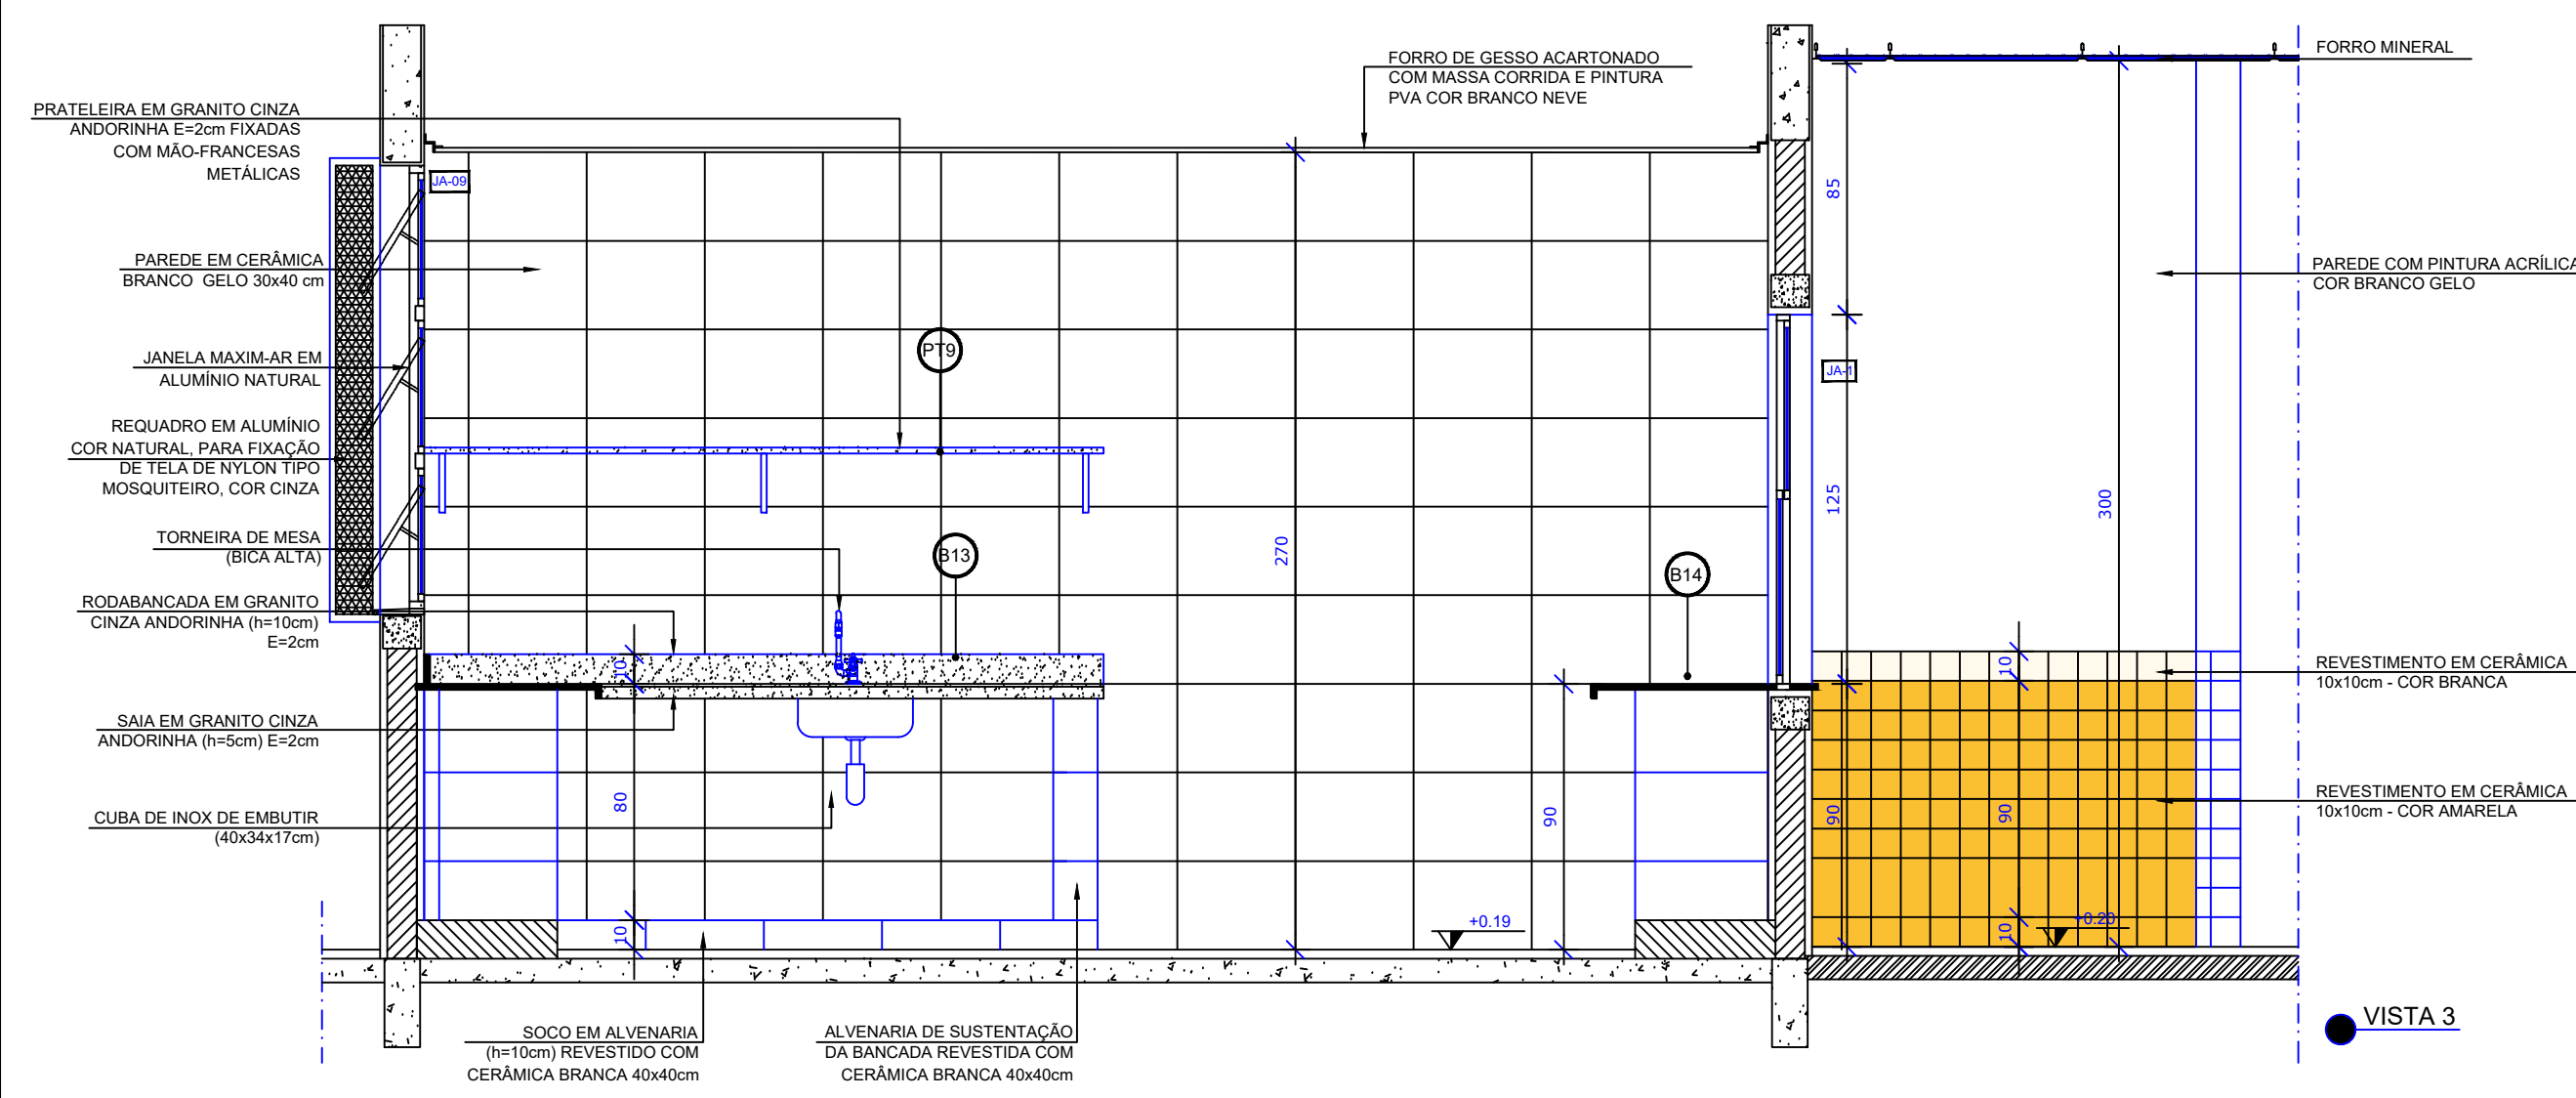 FORRO DE GESSO ACARTONADO
COM MASSA CORRIDA E PINTURA
PVA COR BRANCO NEVE
FORRO MINERAL
PRATELEIRA EM GRANITO CINZA
ANDORINHA E=2cm FIXADAS
COM MÃO-FRANCESAS
METÁLICAS
JA-09
85
PAREDE EM CERÂMICA
BRANCO GELO 30x40 cm
PAREDE COM PINTURA ACRÍLICA
COR BRANCO GELO
JANELA MAXIM-AR EM
ALUMÍNIO NATURAL
PT9
JA-1
REQUADRO EM ALUMÍNIO
COR NATURAL, PARA FIXAÇÃO
DE TELA DE NYLON TIPO
MOSQUITEIRO, COR CINZA
125
300
TORNEIRA DE MESA
(BICA ALTA)
B13
270
B14
RODABANCADA EM GRANITO
CINZA ANDORINHA (h=10cm)
E=2cm
10
10
REVESTIMENTO EM CERÂMICA
10x10cm - COR BRANCA
SAIA EM GRANITO CINZA
ANDORINHA (h=5cm) E=2cm
80
90
90
90
REVESTIMENTO EM CERÂMICA
10x10cm - COR AMARELA
CUBA DE INOX DE EMBUTIR
(40x34x17cm)
10
+0.19
10
+0.20
SOCO EM ALVENARIA
(h=10cm) REVESTIDO COM
CERÂMICA BRANCA 40x40cm
ALVENARIA DE SUSTENTAÇÃO
DA BANCADA REVESTIDA COM
CERÂMICA BRANCA 40x40cm
VISTA 3